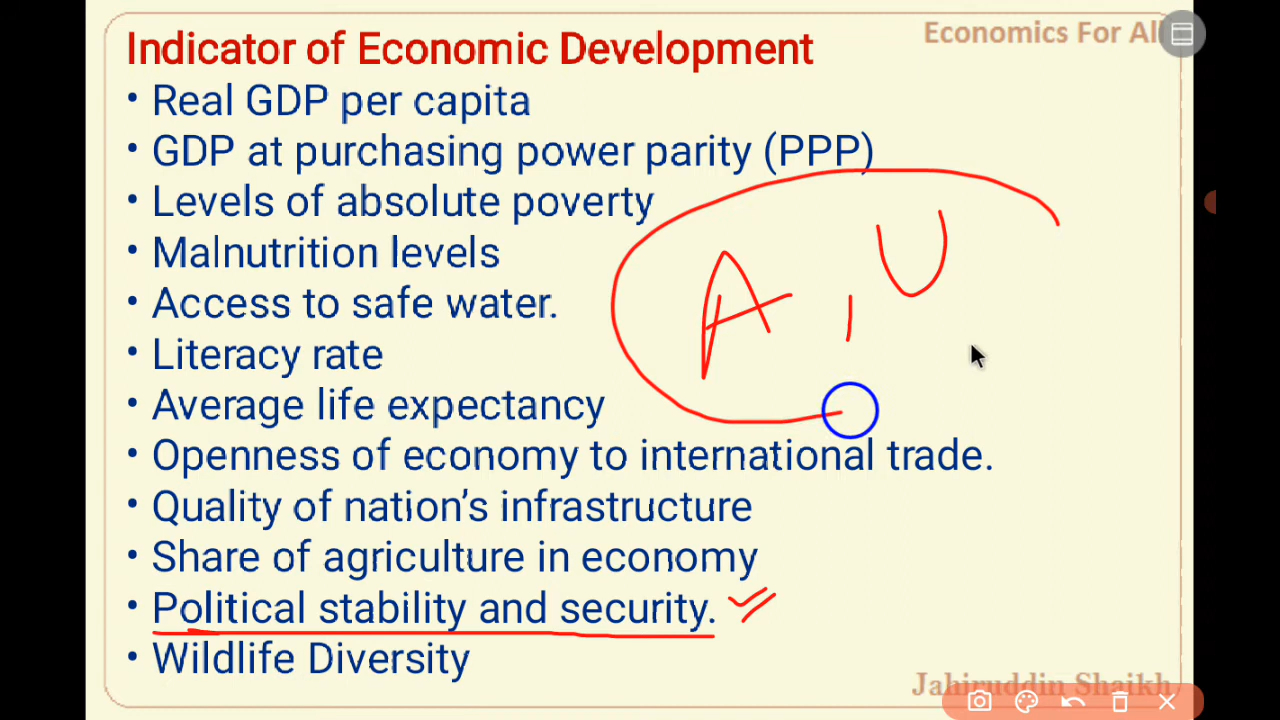 Economics For All
Indicator of Economic Development
• Real GDP per capita
• GDP at purchasing power parity (PPP)
• Levels of absolute poverty
• Malnutrition levels
• Access to safe water.
• Literacy rate
• Average life expectancy
• Openness of economy to international trade.
• Quality of nation's infrastructure
• Share of agriculture in economy
• Political stability and security.
• Wildlife Diversity
A, U
Jahiruddin Shaikh